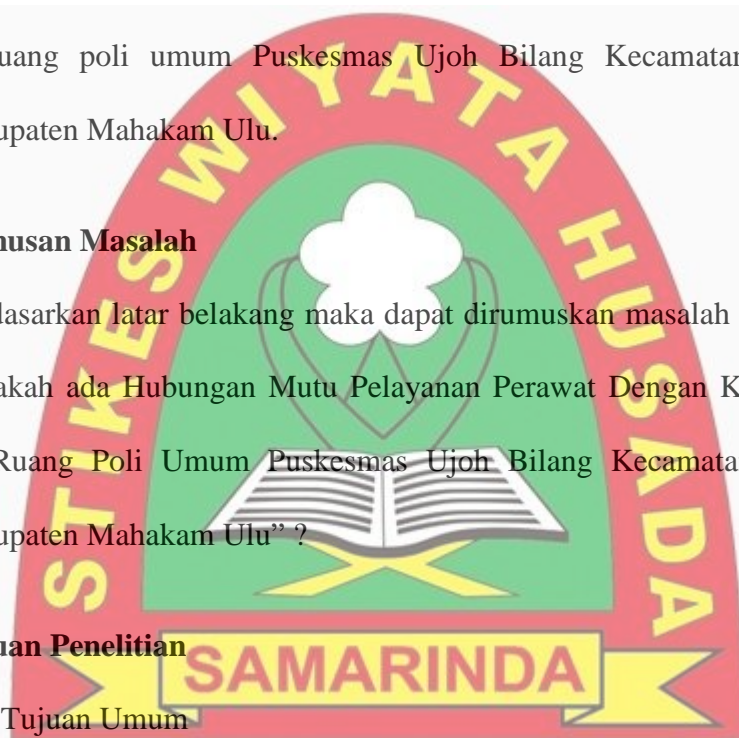 uang poli umum Puskesmas Ujoh Bilang Kecamatan
upaten Mahakam Ulu.
usan Masalah
dasarkan latar belakang maka dapat dirumuskan masalah
akah ada Hubungan Mutu Pelayanan Perawat Dengan K
Ruang Poli Umum Puskesmas Ujoh Bilang Kecamata
upaten Mahakam Ulu” ?
uan Penelitian
Tujuan Umum
STIKES WIYATA HUSADA
SAMARINDA